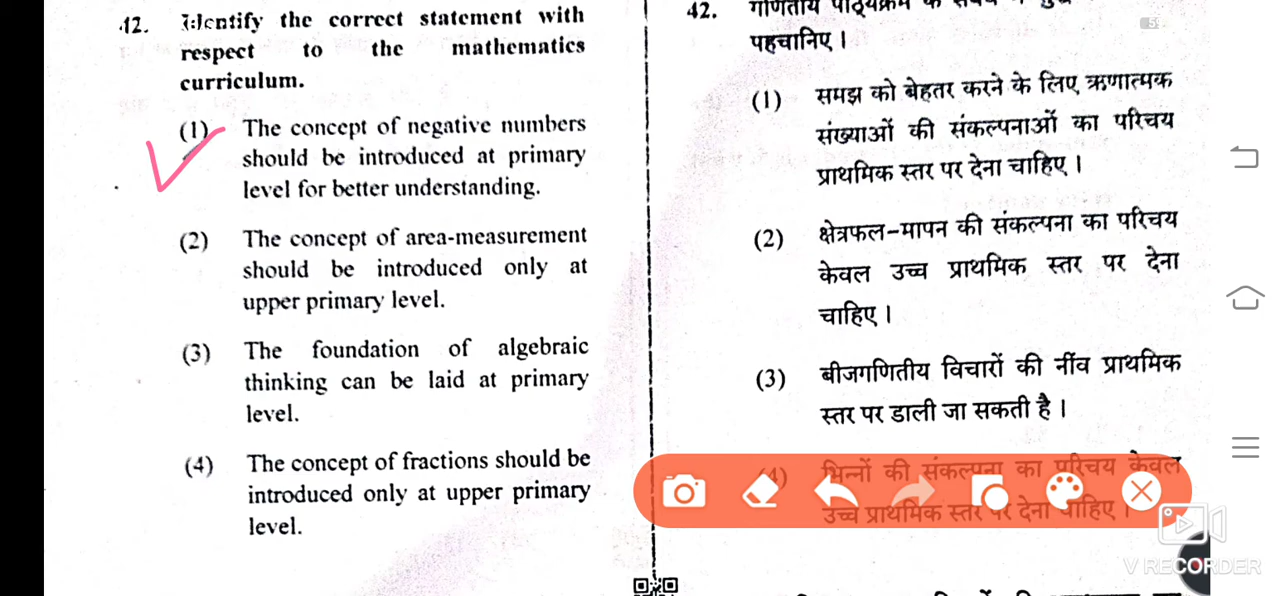 42. Identify the correct statement with
respect to the mathematics
curriculum.
(1) The concept of negative numbers
should be introduced at primary
level for better understanding.
(2) The concept of area-measurement
should be introduced only at
upper primary level.
(3) The foundation of algebraic
thinking can be laid at primary
level.
(4) The concept of fractions should be
introduced only at upper primary
level.
42. गणितीय पाठ्यक्रम के
पहचानिए।
(1) समझ को बेहतर करने के लिए ऋणात्मक
संख्याओं की संकल्पनाओं का परिचय
प्राथमिक स्तर पर देना चाहिए।
(2) क्षेत्रफल-मापन की संकल्पना का परिचय
केवल उच्च प्राथमिक स्तर पर देना
चाहिए।
(3) बीजगणितीय विचारों की नींव प्राथमिक
स्तर पर डाली जा सकती है।
(4) भिन्नों की संकल्पना का परिचय केवल
उच्च प्राथमिक स्तर पर देना चाहिए।
V RECORDER